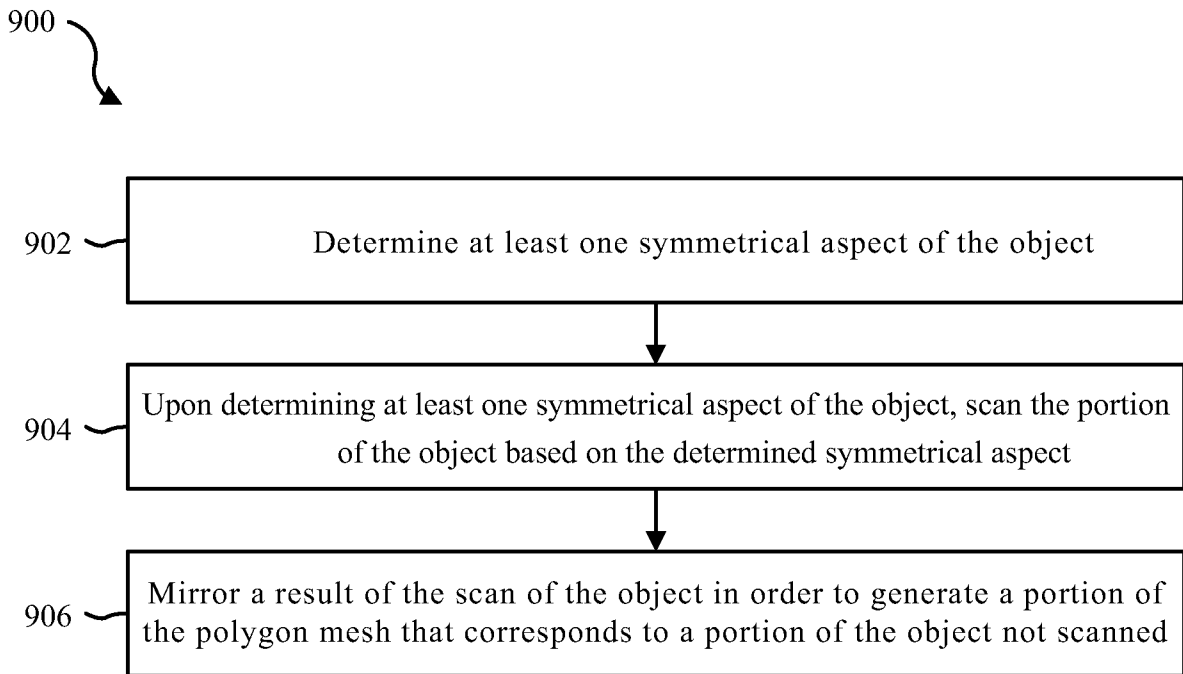 900
902
Determine at least one symmetrical aspect of the object
904
Upon determining at least one symmetrical aspect of the object, scan the portion
of the object based on the determined symmetrical aspect
906
Mirror a result of the scan of the object in order to generate a portion of
the polygon mesh that corresponds to a portion of the object not scanned